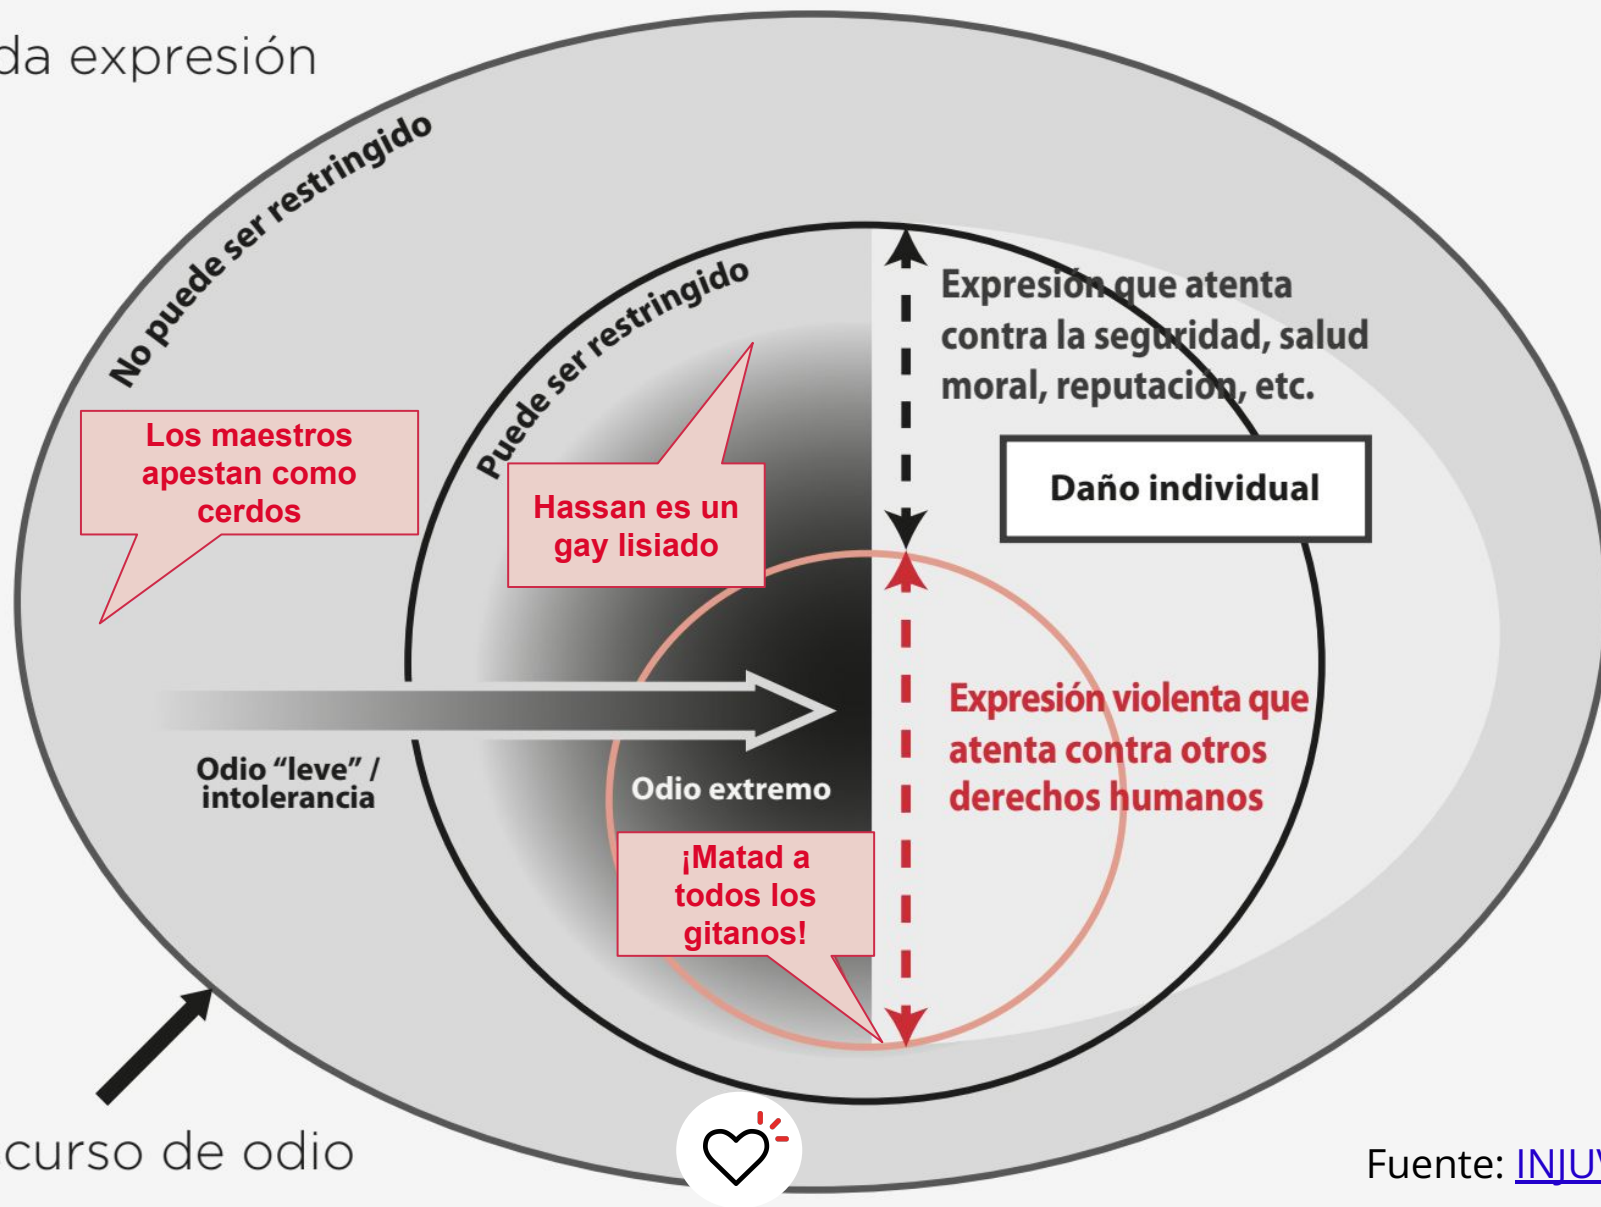 da expresión
No puede ser restringido
Puede ser restringido
Expresión que atenta
contra la seguridad, salud
moral, reputación, etc.
Los maestros
apestan como
cerdos
Hassan es un
gay lisiado
Daño individual
Expresión violenta que
atenta contra otros
derechos humanos
Odio "leve" /
intolerancia
Odio extremo
¡Matad a
todos los
gitanos!
curso de odio
Fuente: INJUV